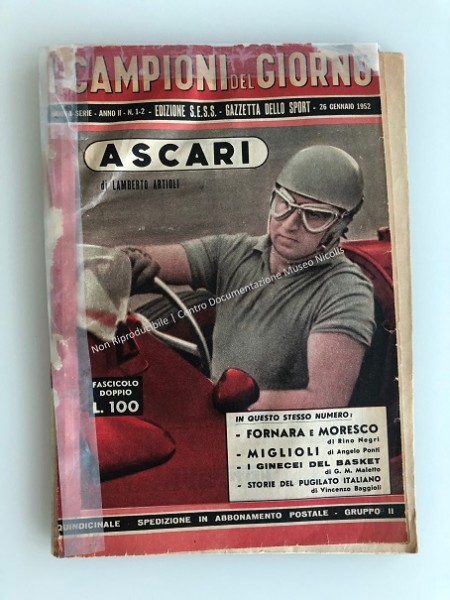 CAMPIONI DEL GIORNO
SERIE - ANNO II - N. 1-2 - EDIZIONE S.E.S.S. - GAZZETTA DELLO SPORT - 26 GENNAIO 1952
ASCARI
di LAMBERTO ARTIOLI
Non Riproducibile | Centro Documentazione Museo Nicolis
FASCICOLO
DOPPIO
L. 100
IN QUESTO STESSO NUMERO:
- FORNARA E MORESCO
di Rino Negri
- MIGLIOLI di Angelo Ponti
- I GINECEI DEL BASKET
di G. M. Maletto
- STORIE DEL PUGILATO ITALIANO
di Vincenzo Baggioli
QUINDICINALE SPEDIZIONE IN ABBONAMENTO POSTALE - GRUPPO II